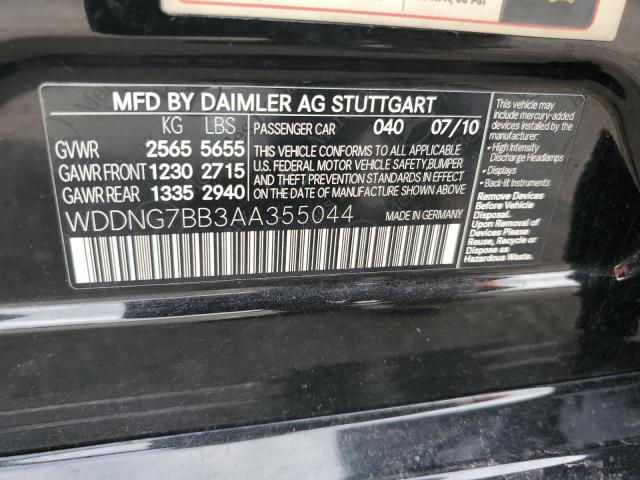 MFD BY DAIMLER AG STUTTGART
KG LBS PASSENGER CAR 040 07/10
GVWR 2565 5655
GAWR FRONT 1230 2715
GAWR REAR 1335 2940
THIS VEHICLE CONFORMS TO ALL APPLICABLE
U.S. FEDERAL MOTOR VEHICLE SAFETY, BUMPER
AND THEFT PREVENTION STANDARDS IN EFFECT
ON THE DATE OF MANUFACTURE SHOWN ABOVE.
WDDNG7BB3AA355044 MADE IN GERMANY
This vehicle may
include mercury-added
devices installed by the
manufacturer:
• High Intensity
Discharge Headlamps
• Displays
• Back-lit Instruments
Remove Devices
Before Vehicle
Disposal.
Upon Removal of
Devices Please
Reuse, Recycle or
Dispose as
Hazardous Waste.